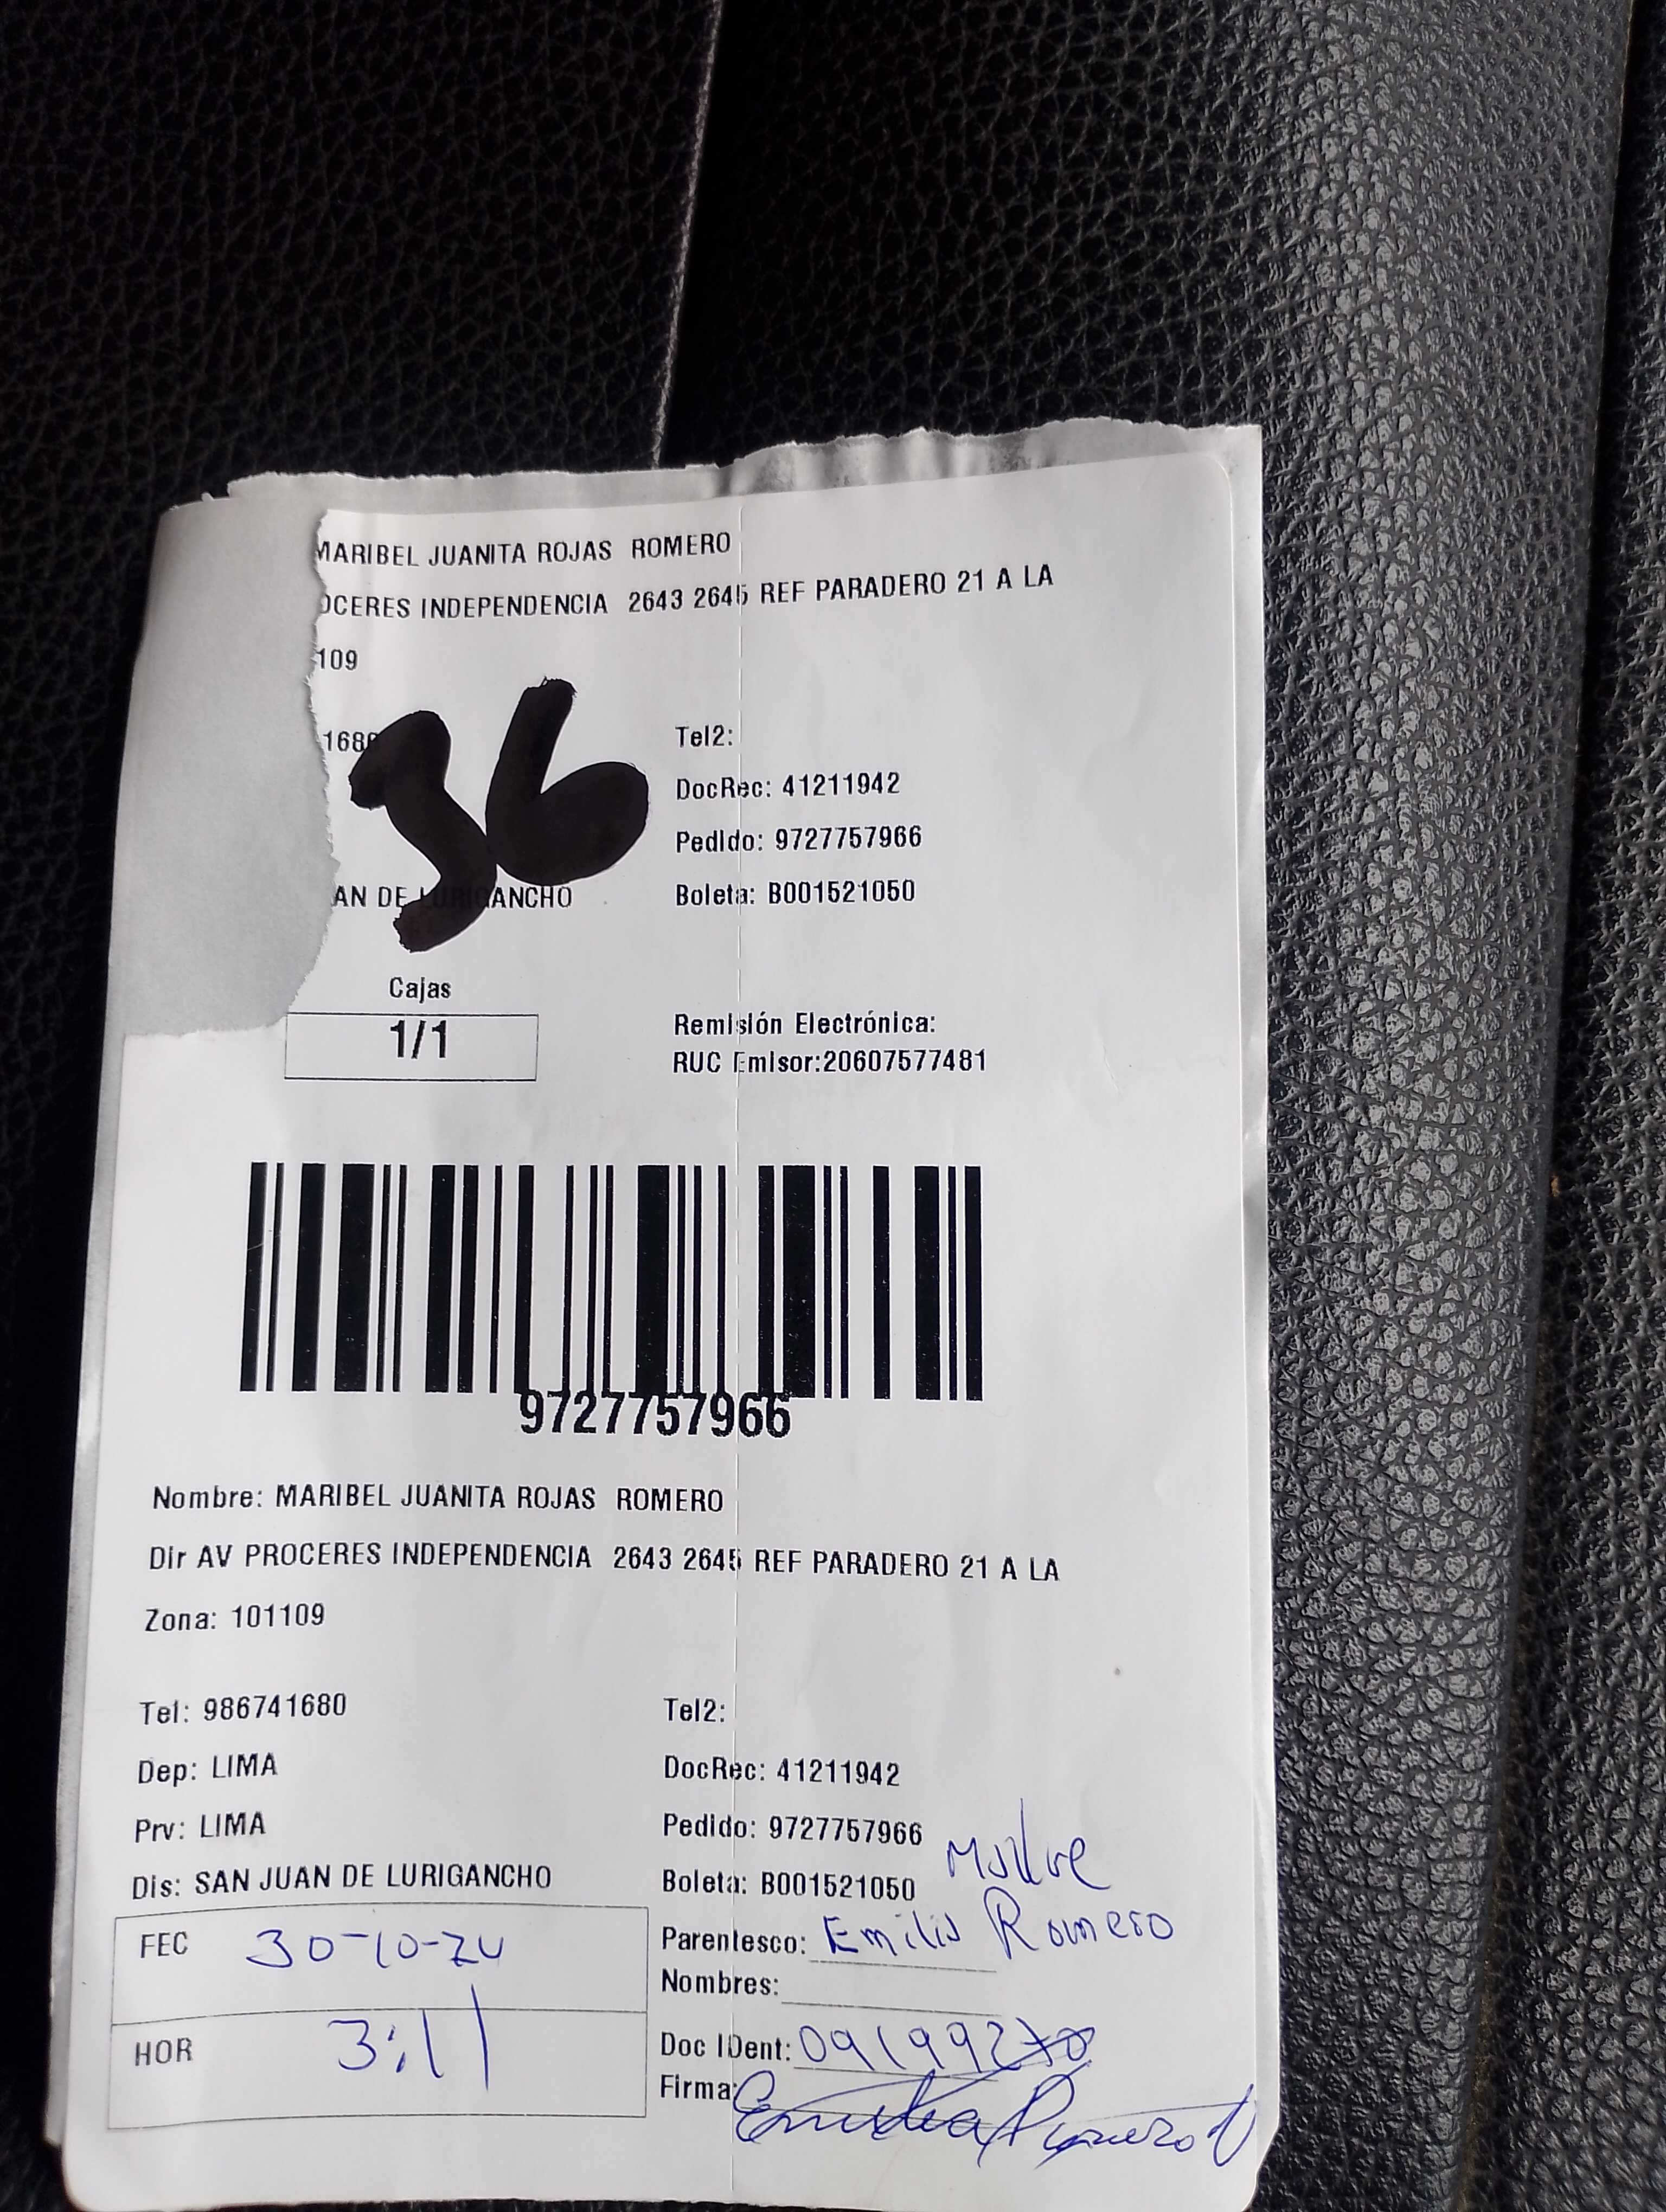 MARIBEL JUANITA ROJAS ROMERO
OCERES INDEPENDENCIA 2643 2645 REF PARADERO 21 A LA
109
1680
36
Tel2:
DocRec: 41211942
Pedido: 9727757966
AN DE LURIGANCHO
Boleta: B001521050
Cajas
1/1
Remisión Electrónica:
RUC Emisor:20607577481
9727757966
Nombre: MARIBEL JUANITA ROJAS ROMERO
Dir AV PROCERES INDEPENDENCIA 2643 2645 REF PARADERO 21 A LA
Zona: 101109
Tel: 986741680
Tel2:
Dep: LIMA
DocRec: 41211942
Prv: LIMA
Pedido: 9727757966
Madre
Dis: SAN JUAN DE LURIGANCHO
Boleta: B001521050
FEC 30-10-24
Parentesco: Emilia Romero
Nombres:
HOR 3:11
Doc IDent: 09199270
Firma: Emilia Romero